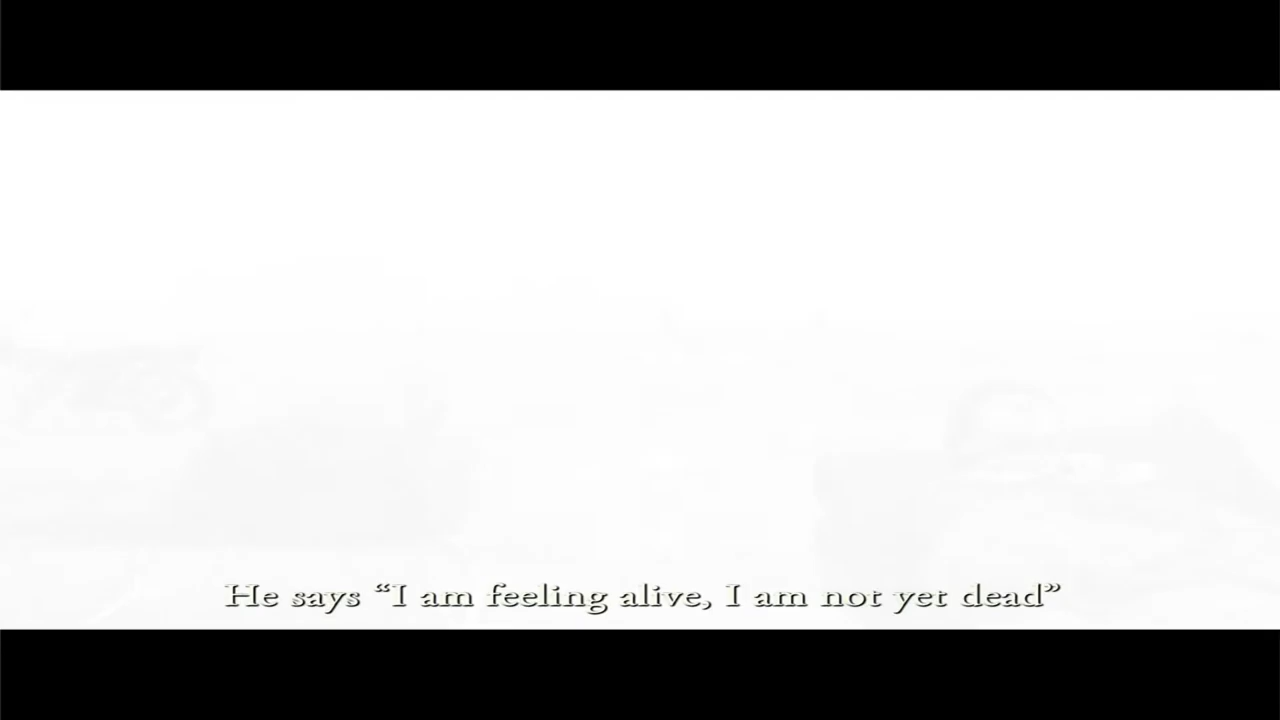 He says “I am feeling alive, I am not yet dead”